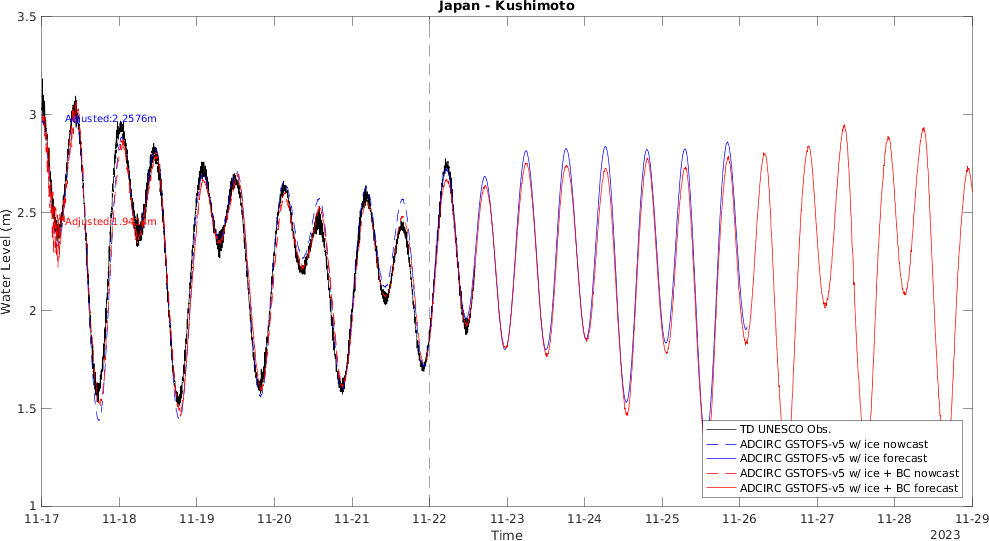 Japan - Kushimoto
3.5
3
2.5
2
1.5
1
Water Level (m)
Adjusted:2.2576m
11-17
11-18
11-19
11-20
11-21
11-22
11-23
11-24
11-25
11-26
11-27
11-28
11-29
Time
2023
TD UNESCO Obs.
ADCIRC GSTOFS-v5 w/ ice nowcast
ADCIRC GSTOFS-v5 w/ ice forecast
ADCIRC GSTOFS-v5 w/ ice + BC nowcast
ADCIRC GSTOFS-v5 w/ ice + BC forecast